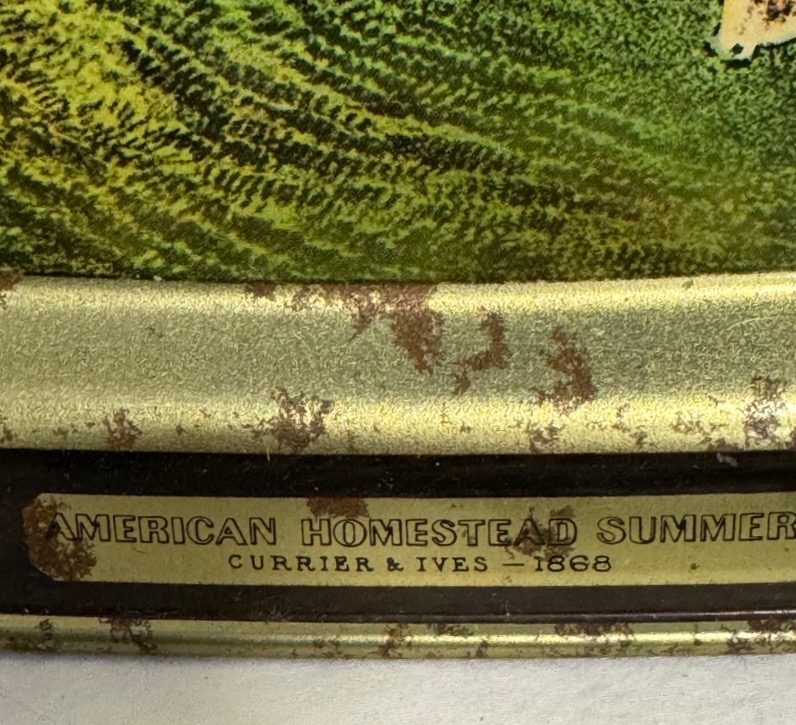 AMERICAN HOMESTEAD SUMMER
CURRIER & IVES – 1868